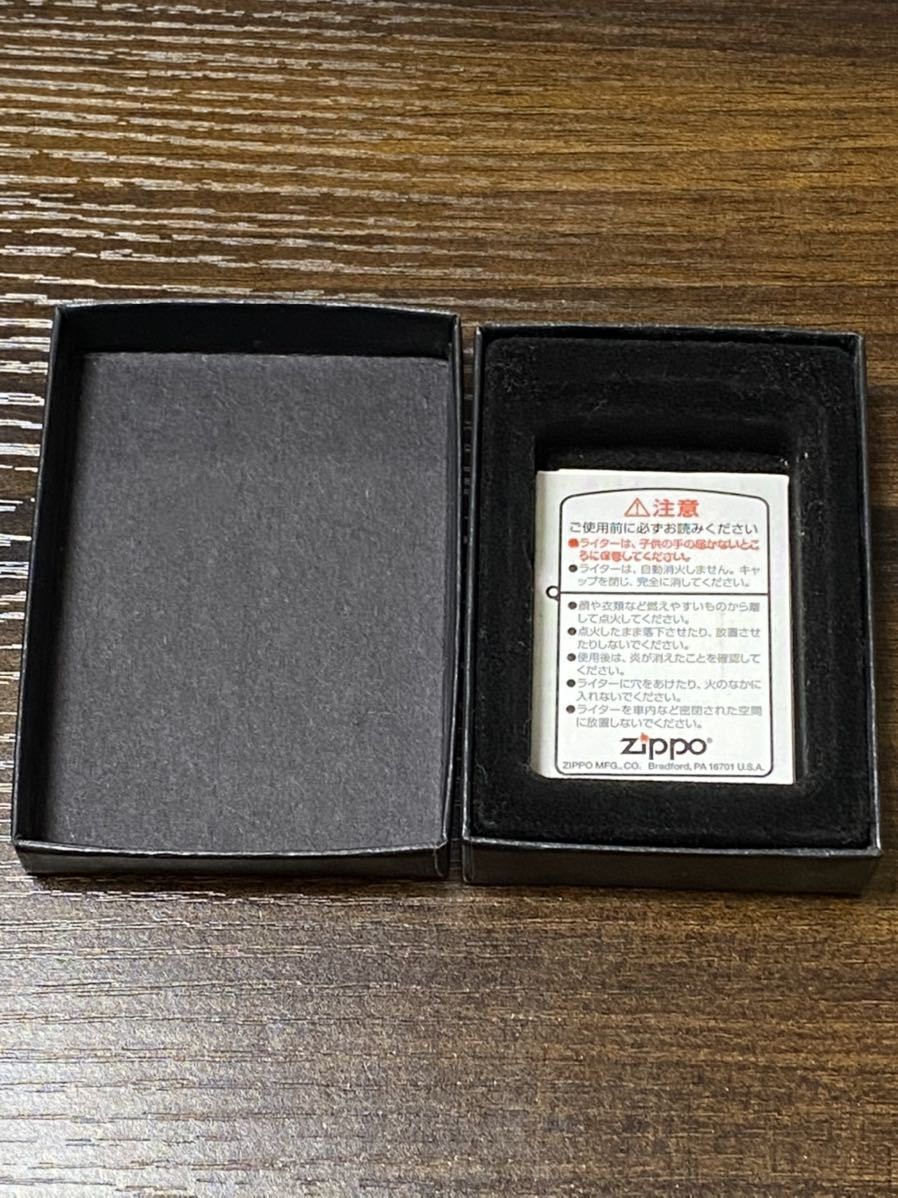 ⚠注意
ご使用前に必ずお読みください
●ライターは、子供の手の届かないとこ
ろに保管してください。
●ライターは、自動消火しません。キャ
ップを閉じ、完全に消してください。
●顔や衣類など燃えやすいものから離
して点火してください。
●点火したまま落下させたり、放置させ
たりしないでください。
●使用後は、炎が消えたことを確認して
ください。
●ライターに穴をあけたり、火のなかに
入れないでください。
●ライターを車内など密閉された空間
に放置しないでください。
zippo®
ZIPPO MFG., CO. Bradford, PA 16701 U.S.A.